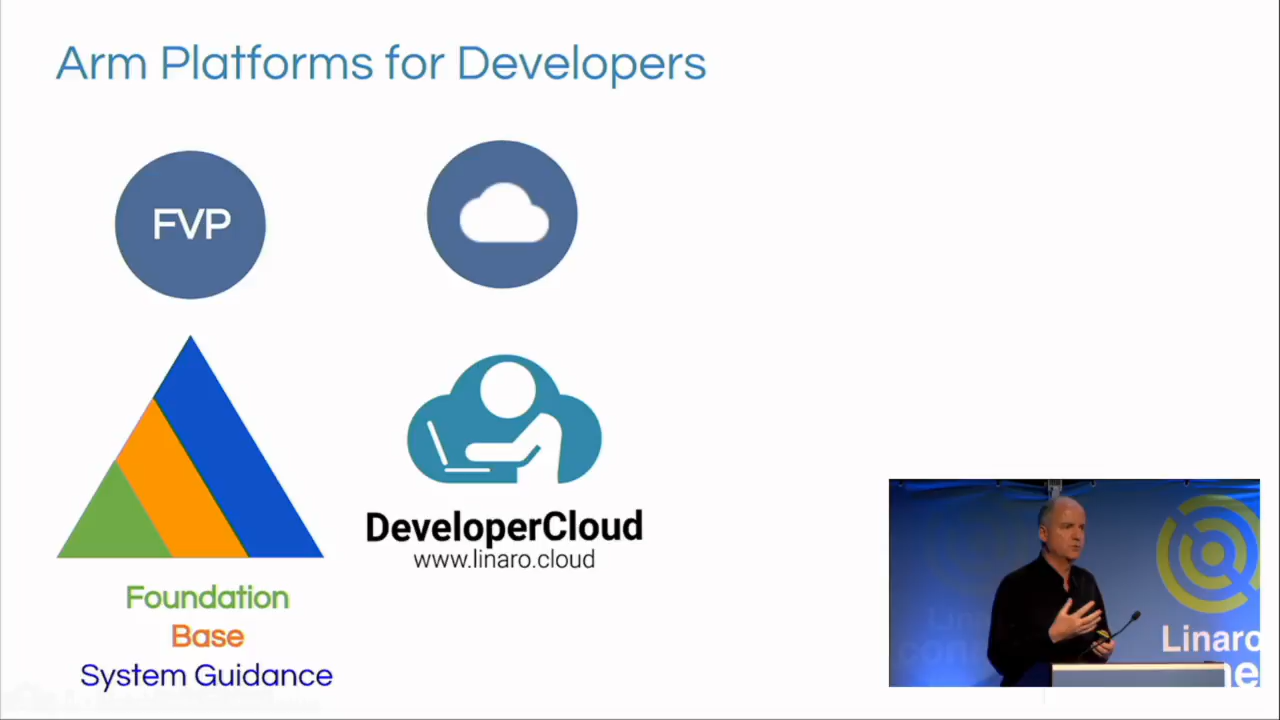 Arm Platforms for Developers
FVP
DeveloperCloud
www.linaro.cloud
Foundation
Base
System Guidance
Linaro